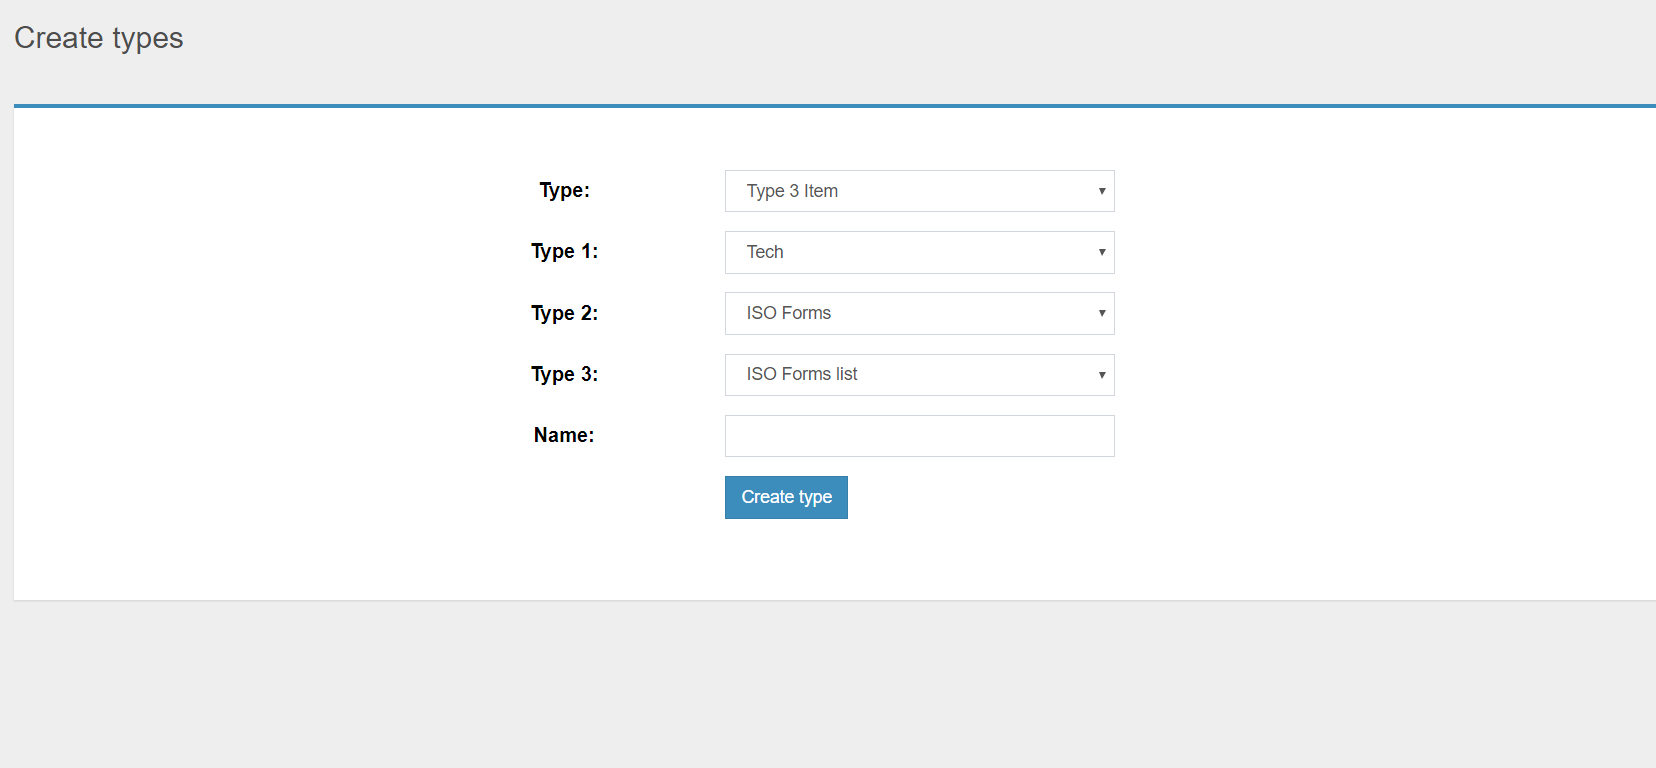 Create types
Type: Type 3 Item
Type 1: Tech
Type 2: ISO Forms
Type 3: ISO Forms list
Name:
Create type